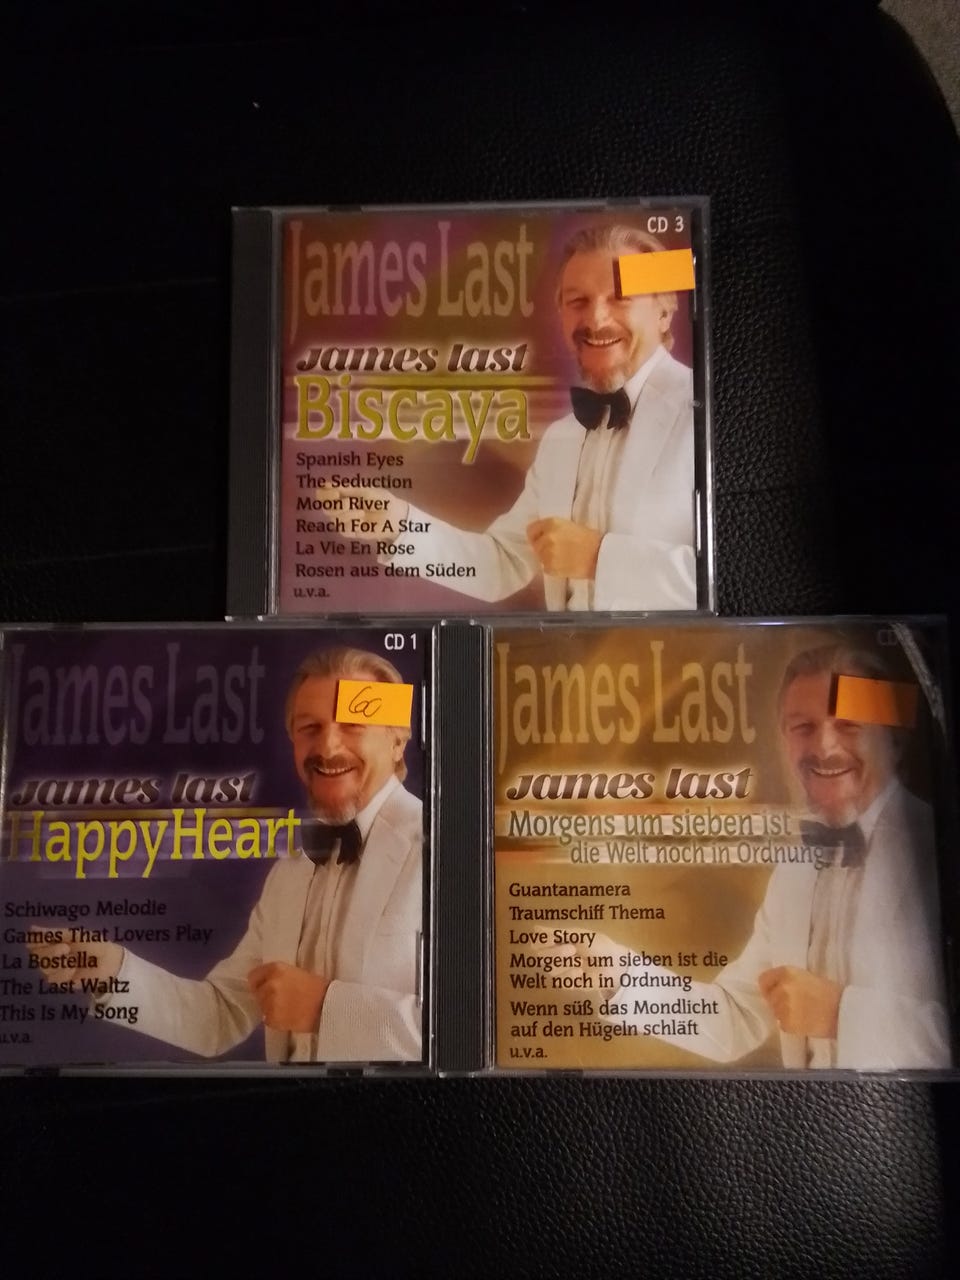 CD 3
James Last
james last
Biscaya
Spanish Eyes
The Seduction
Moon River
Reach For A Star
La Vie En Rose
Rosen aus dem Süden
u.v.a.
CD 1
60
James Last
james last
Happy Heart
Schiwago Melodie
Games That Lovers Play
La Bostella
The Last Waltz
This Is My Song
u.v.a.
CD
James Last
james last
Morgens um sieben ist
die Welt noch in Ordnung
Guantanamera
Traumschiff Thema
Love Story
Morgens um sieben ist die
Welt noch in Ordnung
Wenn süß das Mondlicht
auf den Hügeln schläft
u.v.a.